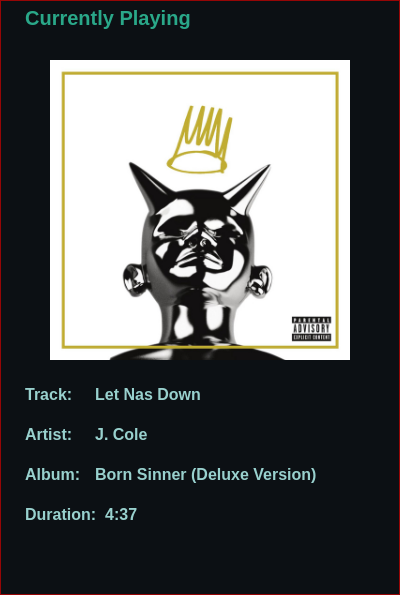 Currently Playing
PARENTAL
ADVISORY
EXPLICIT CONTENT
Track: Let Nas Down
Artist: J. Cole
Album: Born Sinner (Deluxe Version)
Duration: 4:37